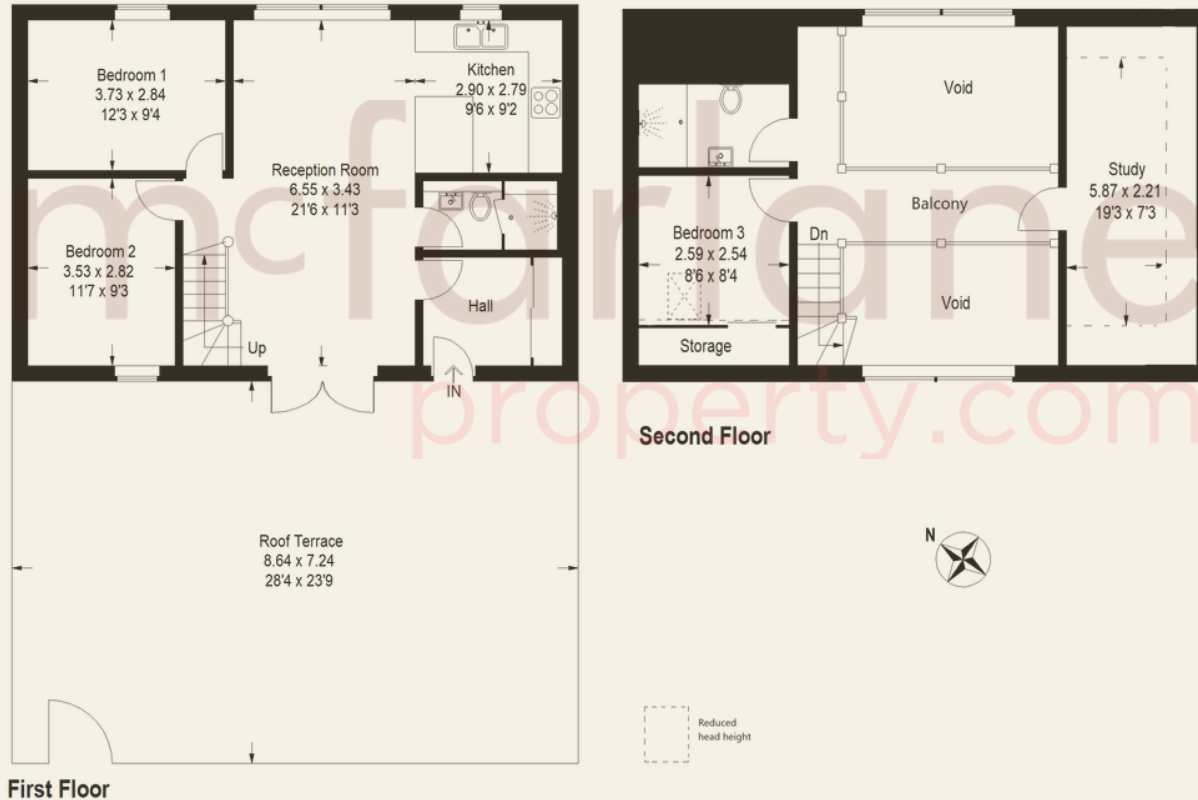 Bedroom 1
3.73 x 2.84
12'3 x 9'4
Kitchen
2.90 x 2.79
9'6 x 9'2
Reception Room
6.55 x 3.43
21'6 x 11'3
Bedroom 2
3.53 x 2.82
11'7 x 9'3
Hall
Up
IN
Roof Terrace
8.64 x 7.24
28'4 x 23'9
First Floor
Void
Study
5.87 x 2.21
19'3 x 7'3
Balcony
Bedroom 3
2.59 x 2.54
8'6 x 8'4
Dn
Void
Storage
Second Floor
N
Reduced
head height
mcfarlane
property.com